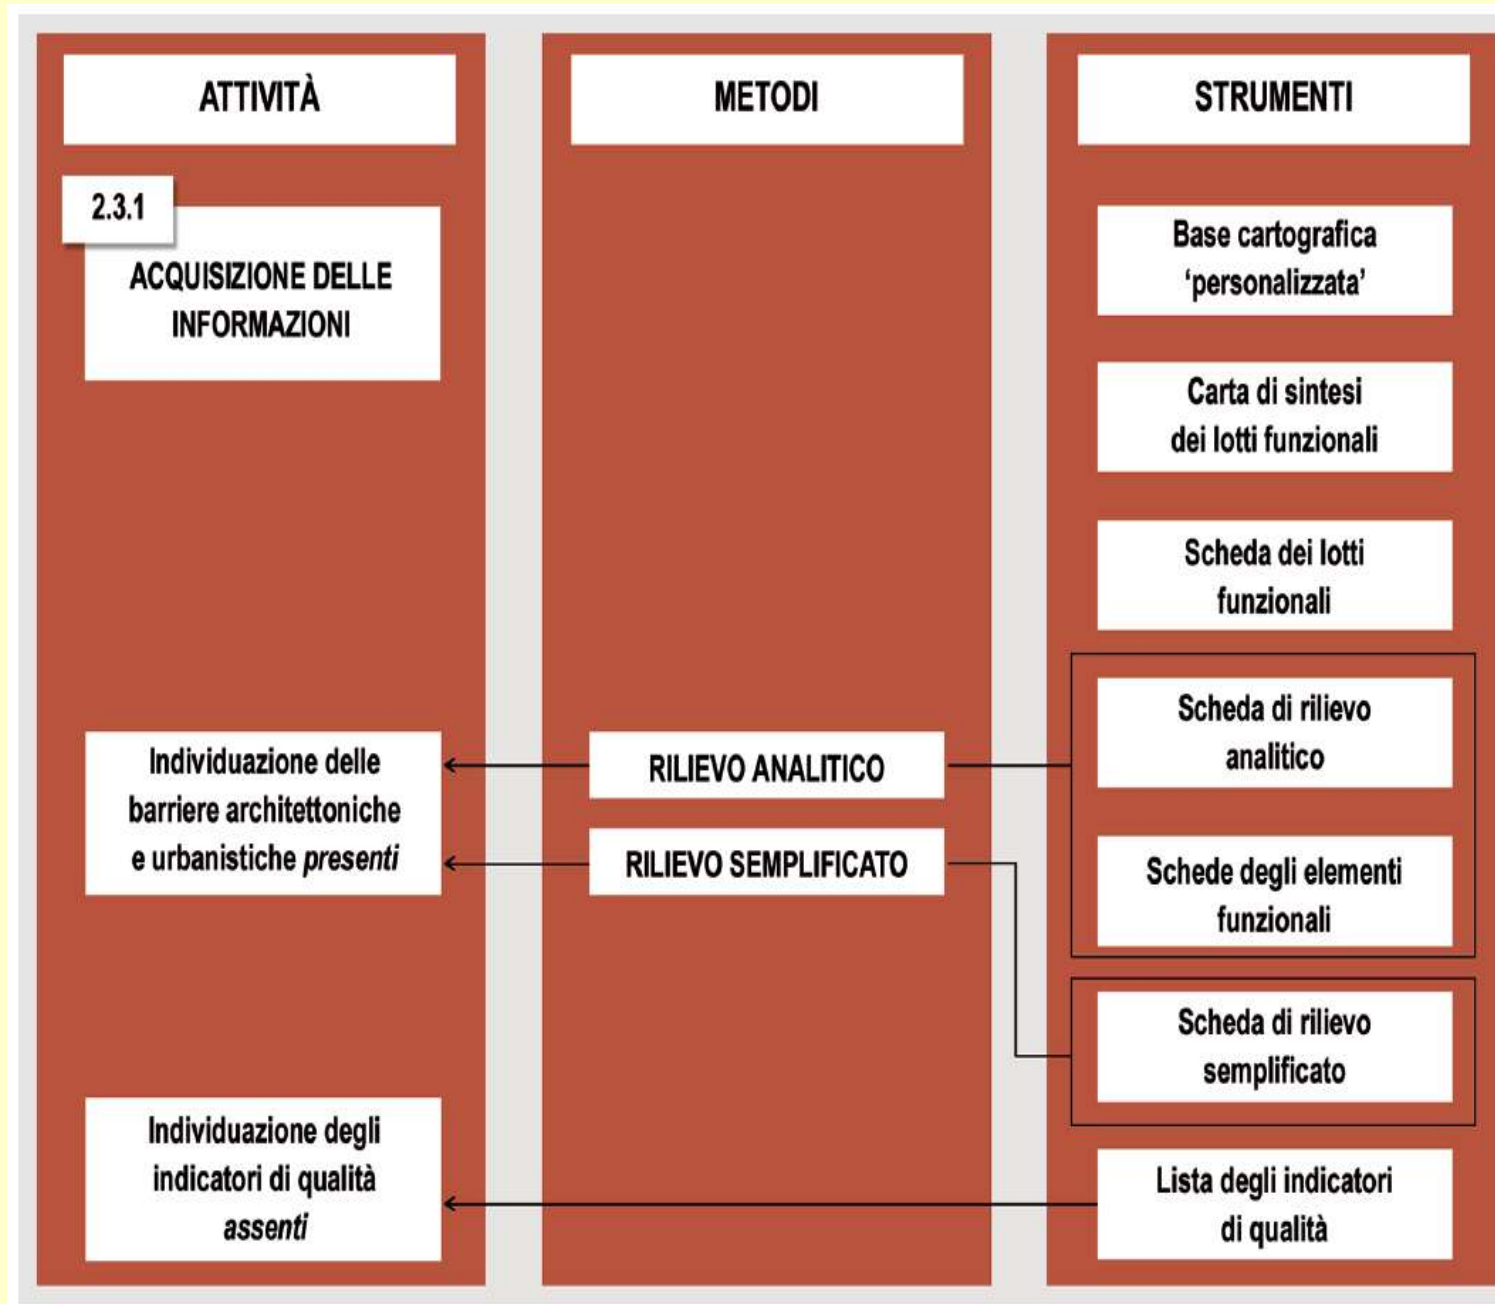 ATTIVITÀ
METODI
STRUMENTI
2.3.1
ACQUISIZIONE DELLE
INFORMAZIONI
Individuazione delle
barriere architettoniche
e urbanistiche presenti
Individuazione degli
indicatori di qualità
assenti
RILIEVO ANALITICO
RILIEVO SEMPLIFICATO
Base cartografica
‘personalizzata’
Carta di sintesi
dei lotti funzionali
Scheda dei lotti
funzionali
Scheda di rilievo
analitico
Schede degli elementi
funzionali
Scheda di rilievo
semplificato
Lista degli indicatori
di qualità